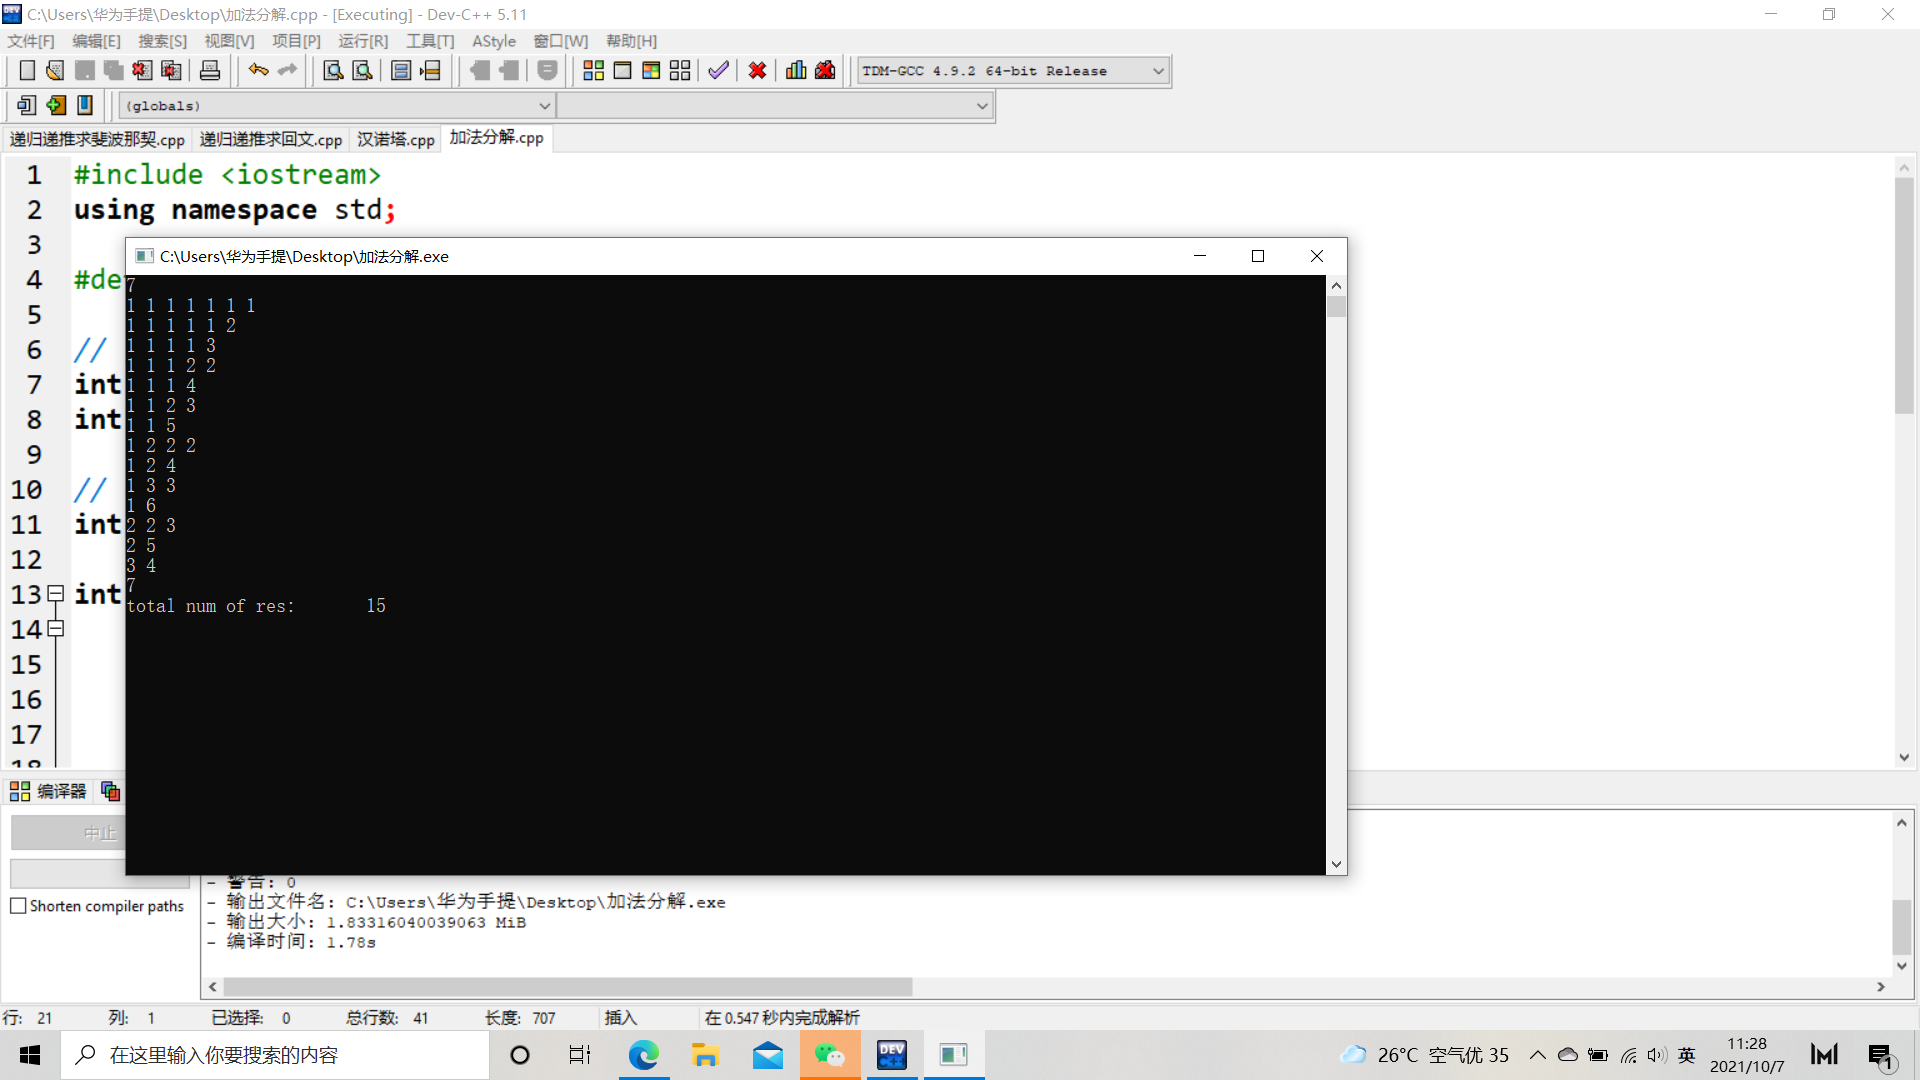 C:\Users\华为手提\Desktop\加法分解.cpp - [Executing] - Dev-C++ 5.11
文件[F] 编辑[E] 搜索[S] 视图[V] 项目[P] 运行[R] 工具[T] AStyle 窗口[W] 帮助[H]
TDM-GCC 4.9.2 64-bit Release
(globals)
递归递推求斐波那契.cpp 递归递推求回文.cpp 汉诺塔.cpp 加法分解.cpp
1 #include <iostream>
2 using namespace std;
3
4 #de
5
6 //
7 int
8 int
9
10 //
11 int
12
13 int
14
15
16
17
18
C:\Users\华为手提\Desktop\加法分解.exe
7
1 1 1 1 1 1 1
1 1 1 1 1 2
1 1 1 1 3
1 1 1 2 2
1 1 1 4
1 1 2 3
1 1 5
1 2 2 2
1 2 4
1 3 3
1 6
2 2 3
2 5
3 4
7
total num of res: 15
编译器
中止
Shorten compiler paths
- 警告: 0
- 输出文件名: C:\Users\华为手提\Desktop\加法分解.exe
- 输出大小: 1.83316040039063 MiB
- 编译时间: 1.78s
行: 21 列: 1 已选择: 0 总行数: 41 长度: 707 插入 在 0.547 秒内完成解析
在这里输入你要搜索的内容
DEV C++
26°C 空气优 35
英
11:28
2021/10/7
1